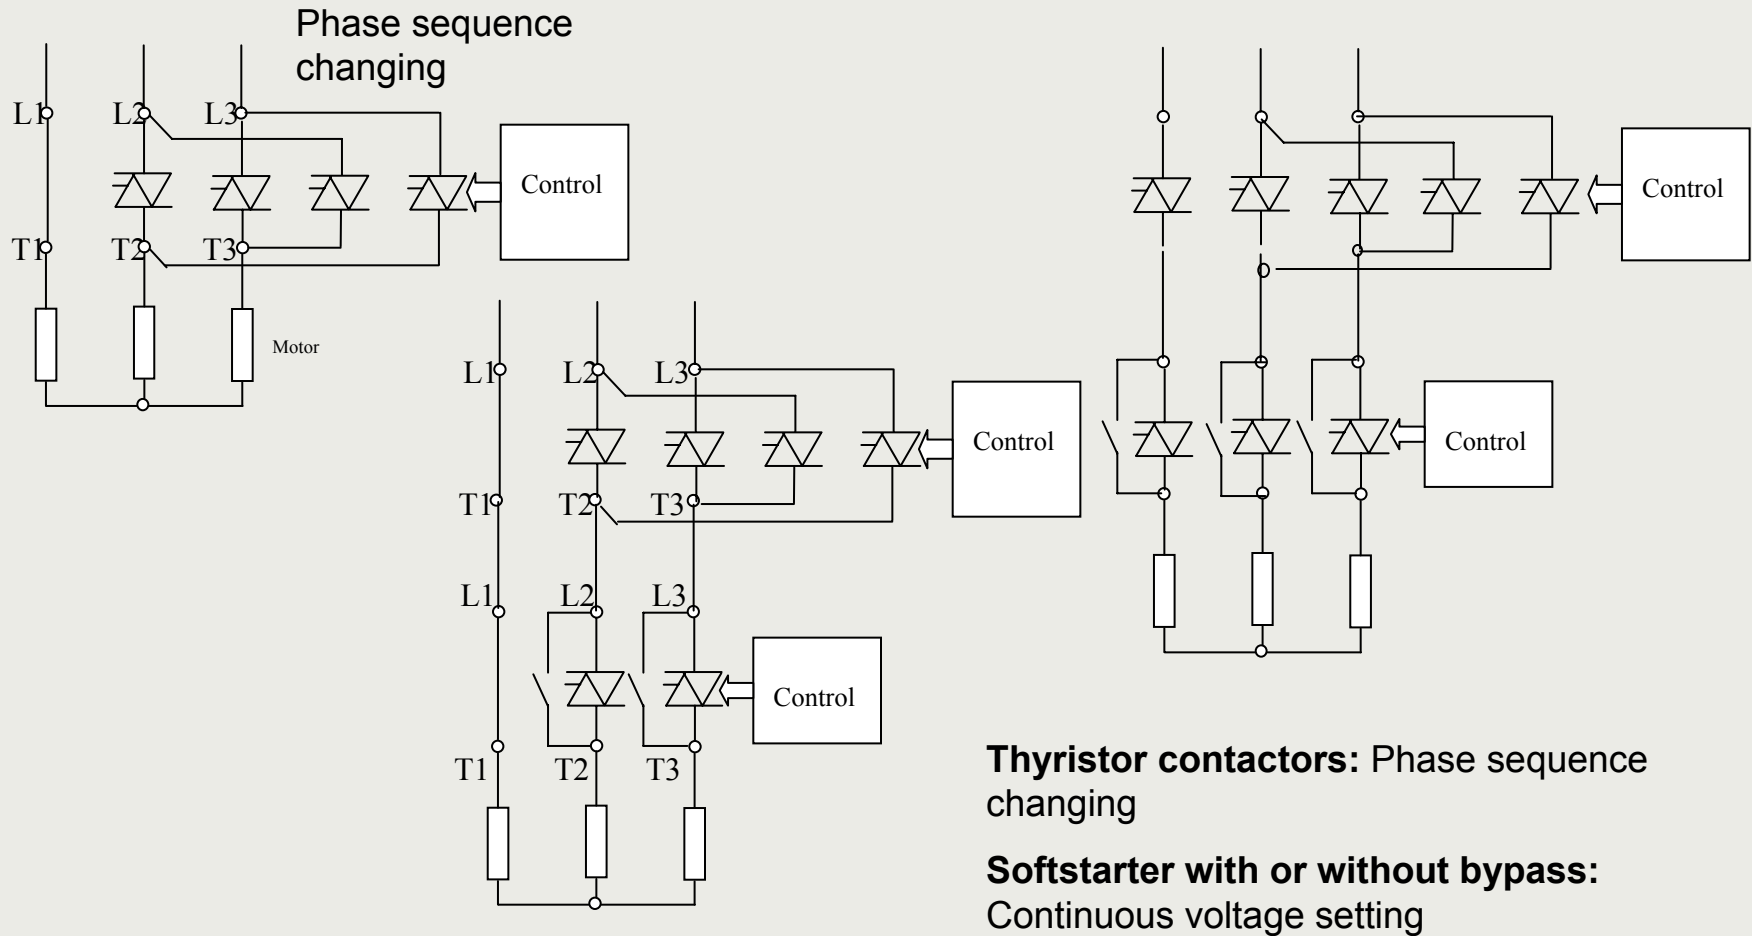 Phase sequence
changing
L1 L2 L3
Control
T1 T2 T3
Motor
L1 L2 L3
Control
T1 T2 T3
L1 L2 L3
Control
T1 T2 T3
Control
Control
Thyristor contactors: Phase sequence
changing
Softstarter with or without bypass:
Continuous voltage setting